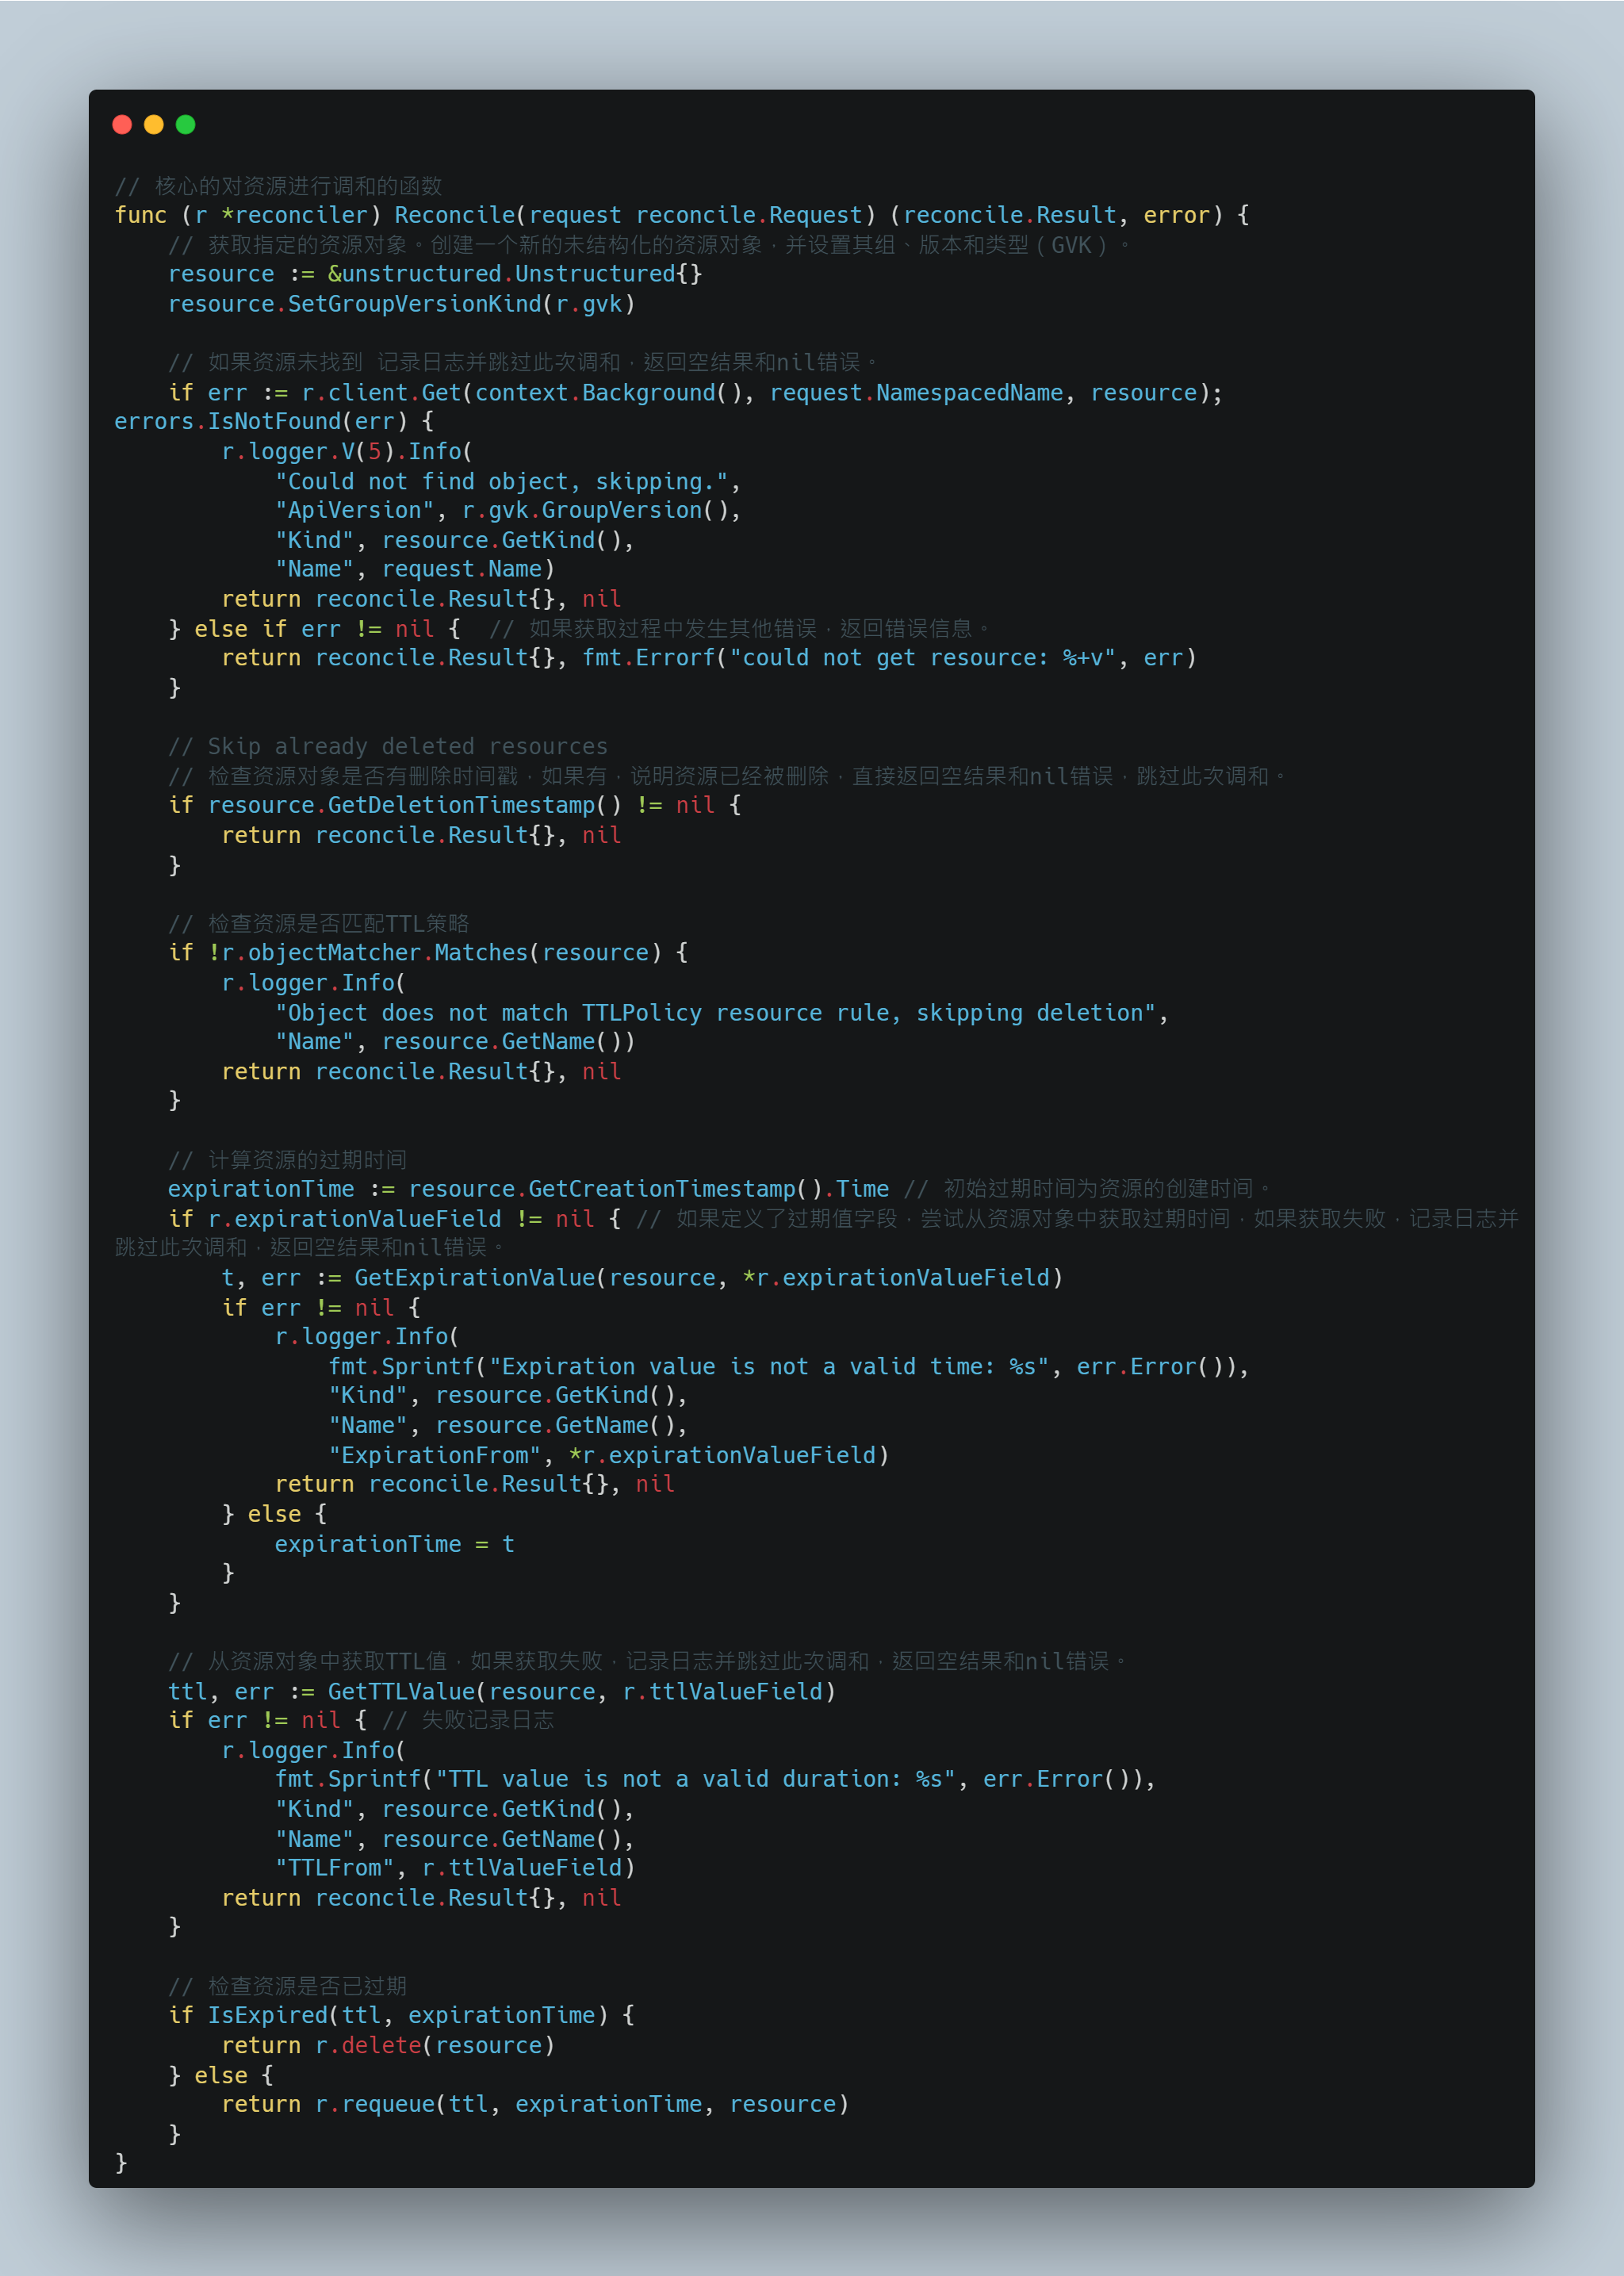 // 核心的对资源进行调和的函数
func (r *reconciler) Reconcile(request reconcile.Request) (reconcile.Result, error) {
    // 获取指定的资源对象。创建一个新的未结构化的资源对象，并设置其组、版本和类型（GVK）。
    resource := &unstructured.Unstructured{}
    resource.SetGroupVersionKind(r.gvk)

    // 如果资源未找到 记录日志并跳过此次调和，返回空结果和nil错误。
    if err := r.client.Get(context.Background(), request.NamespacedName, resource);
errors.IsNotFound(err) {
        r.logger.V(5).Info(
            "Could not find object, skipping.",
            "ApiVersion", r.gvk.GroupVersion(),
            "Kind", resource.GetKind(),
            "Name", request.Name)
        return reconcile.Result{}, nil
    } else if err != nil {  // 如果获取过程中发生其他错误，返回错误信息。
        return reconcile.Result{}, fmt.Errorf("could not get resource: %+v", err)
    }

    // Skip already deleted resources
    // 检查资源对象是否有删除时间戳，如果有，说明资源已经被删除，直接返回空结果和nil错误，跳过此次调和。
    if resource.GetDeletionTimestamp() != nil {
        return reconcile.Result{}, nil
    }

    // 检查资源是否匹配TTL策略
    if !r.objectMatcher.Matches(resource) {
        r.logger.Info(
            "Object does not match TTLPolicy resource rule, skipping deletion",
            "Name", resource.GetName())
        return reconcile.Result{}, nil
    }

    // 计算资源的过期时间
    expirationTime := resource.GetCreationTimestamp().Time // 初始过期时间为资源的创建时间。
    if r.expirationValueField != nil { // 如果定义了过期值字段，尝试从资源对象中获取过期时间，如果获取失败，记录日志并
跳过此次调和，返回空结果和nil错误。
        t, err := GetExpirationValue(resource, *r.expirationValueField)
        if err != nil {
            r.logger.Info(
                fmt.Sprintf("Expiration value is not a valid time: %s", err.Error()),
                "Kind", resource.GetKind(),
                "Name", resource.GetName(),
                "ExpirationFrom", *r.expirationValueField)
            return reconcile.Result{}, nil
        } else {
            expirationTime = t
        }
    }

    // 从资源对象中获取TTL值，如果获取失败，记录日志并跳过此次调和，返回空结果和nil错误。
    ttl, err := GetTTLValue(resource, r.ttlValueField)
    if err != nil { // 失败记录日志
        r.logger.Info(
            fmt.Sprintf("TTL value is not a valid duration: %s", err.Error()),
            "Kind", resource.GetKind(),
            "Name", resource.GetName(),
            "TTLFrom", r.ttlValueField)
        return reconcile.Result{}, nil
    }

    // 检查资源是否已过期
    if IsExpired(ttl, expirationTime) {
        return r.delete(resource)
    } else {
        return r.requeue(ttl, expirationTime, resource)
    }
}